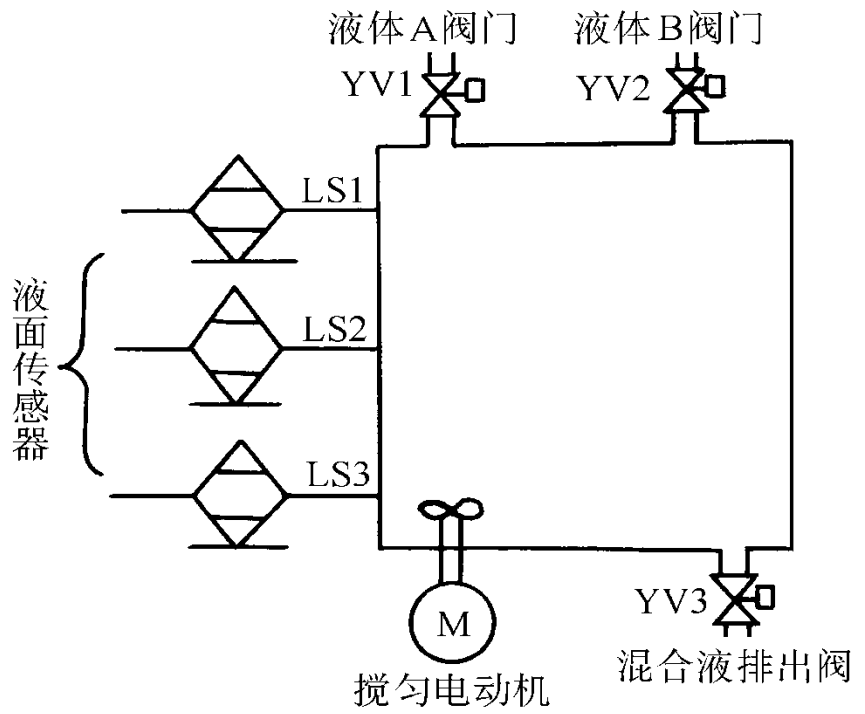 液体A阀门
液体B阀门
YV1
YV2
LS1
LS2
LS3
液面传感器
YV3
M
混合液排出阀
搅匀电动机